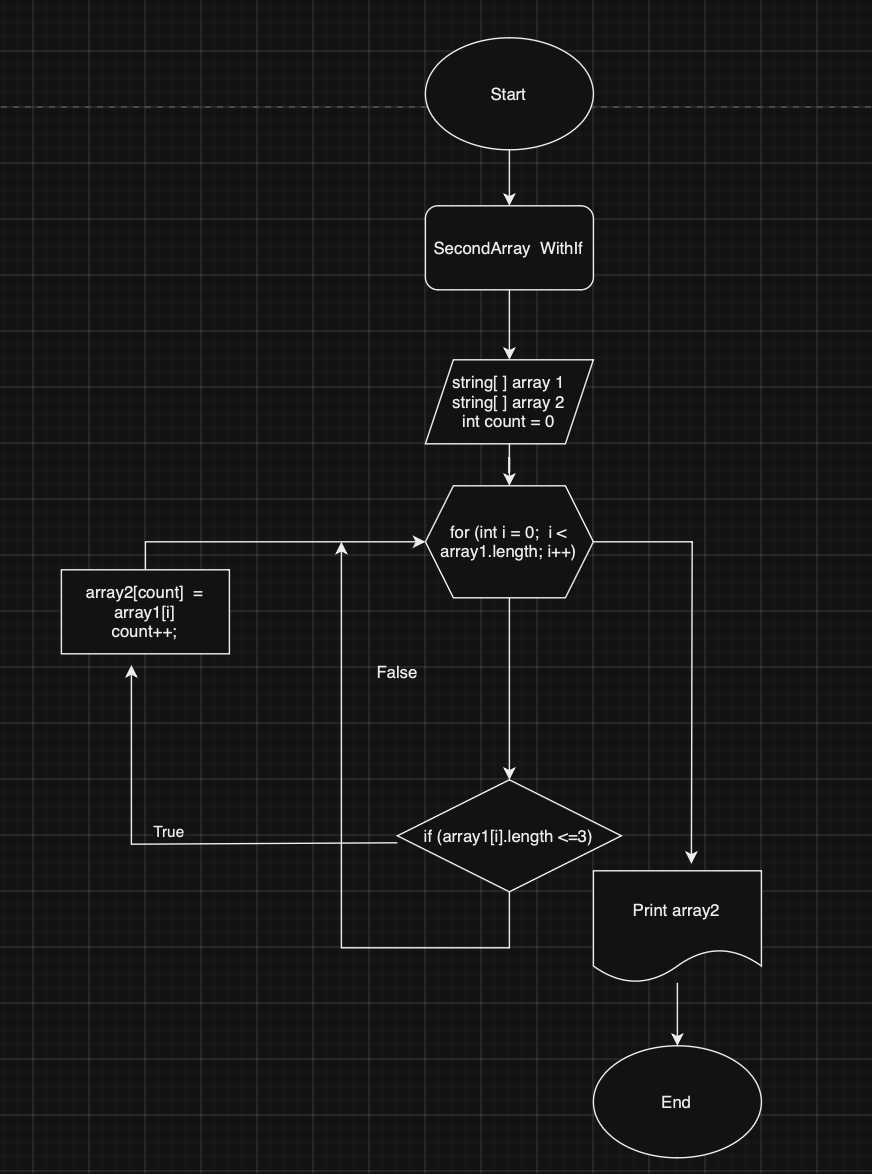 Start
SecondArray  WithIf
string[ ] array 1
string[ ] array 2
int count = 0
for (int i = 0;  i <
array1.length; i++)
array2[count]  =
array1[i]
count++;
False
True
if (array1[i].length <=3)
Print array2
End